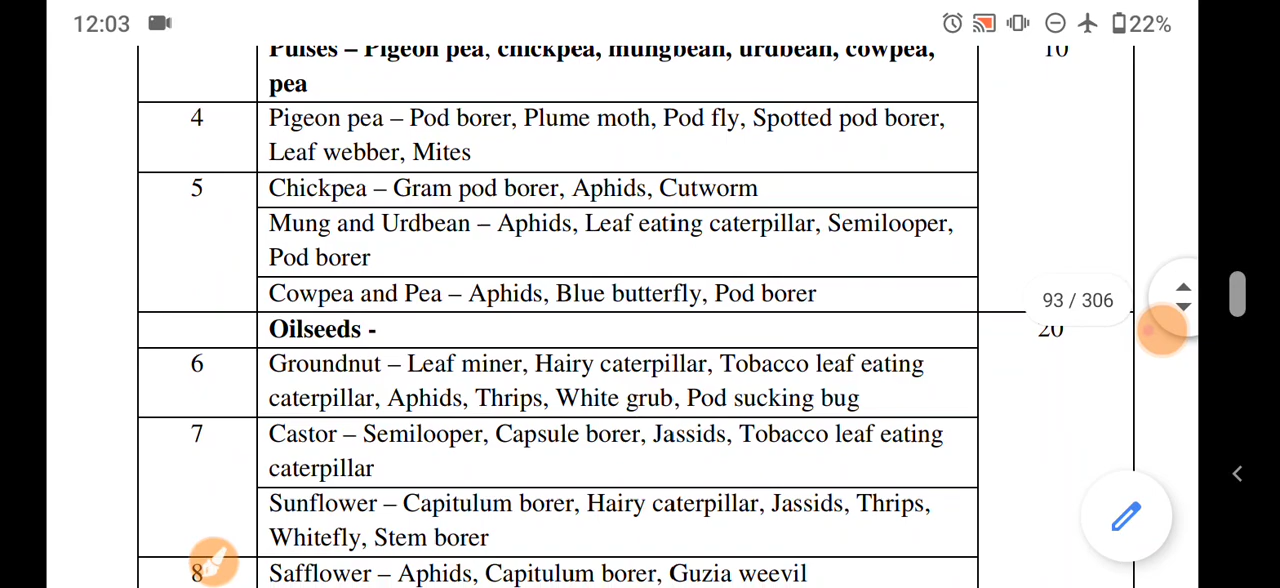 12:03
22%
Pulses – Pigeon pea, chickpea, mungbean, urdbean, cowpea,
10
pea
4
Pigeon pea – Pod borer, Plume moth, Pod fly, Spotted pod borer,
Leaf webber, Mites
5
Chickpea – Gram pod borer, Aphids, Cutworm
Mung and Urdbean – Aphids, Leaf eating caterpillar, Semilooper,
Pod borer
Cowpea and Pea – Aphids, Blue butterfly, Pod borer
93 / 306
Oilseeds -
20
6
Groundnut – Leaf miner, Hairy caterpillar, Tobacco leaf eating
caterpillar, Aphids, Thrips, White grub, Pod sucking bug
7
Castor – Semilooper, Capsule borer, Jassids, Tobacco leaf eating
caterpillar
Sunflower – Capitulum borer, Hairy caterpillar, Jassids, Thrips,
Whitefly, Stem borer
8
Safflower – Aphids, Capitulum borer, Guzia weevil